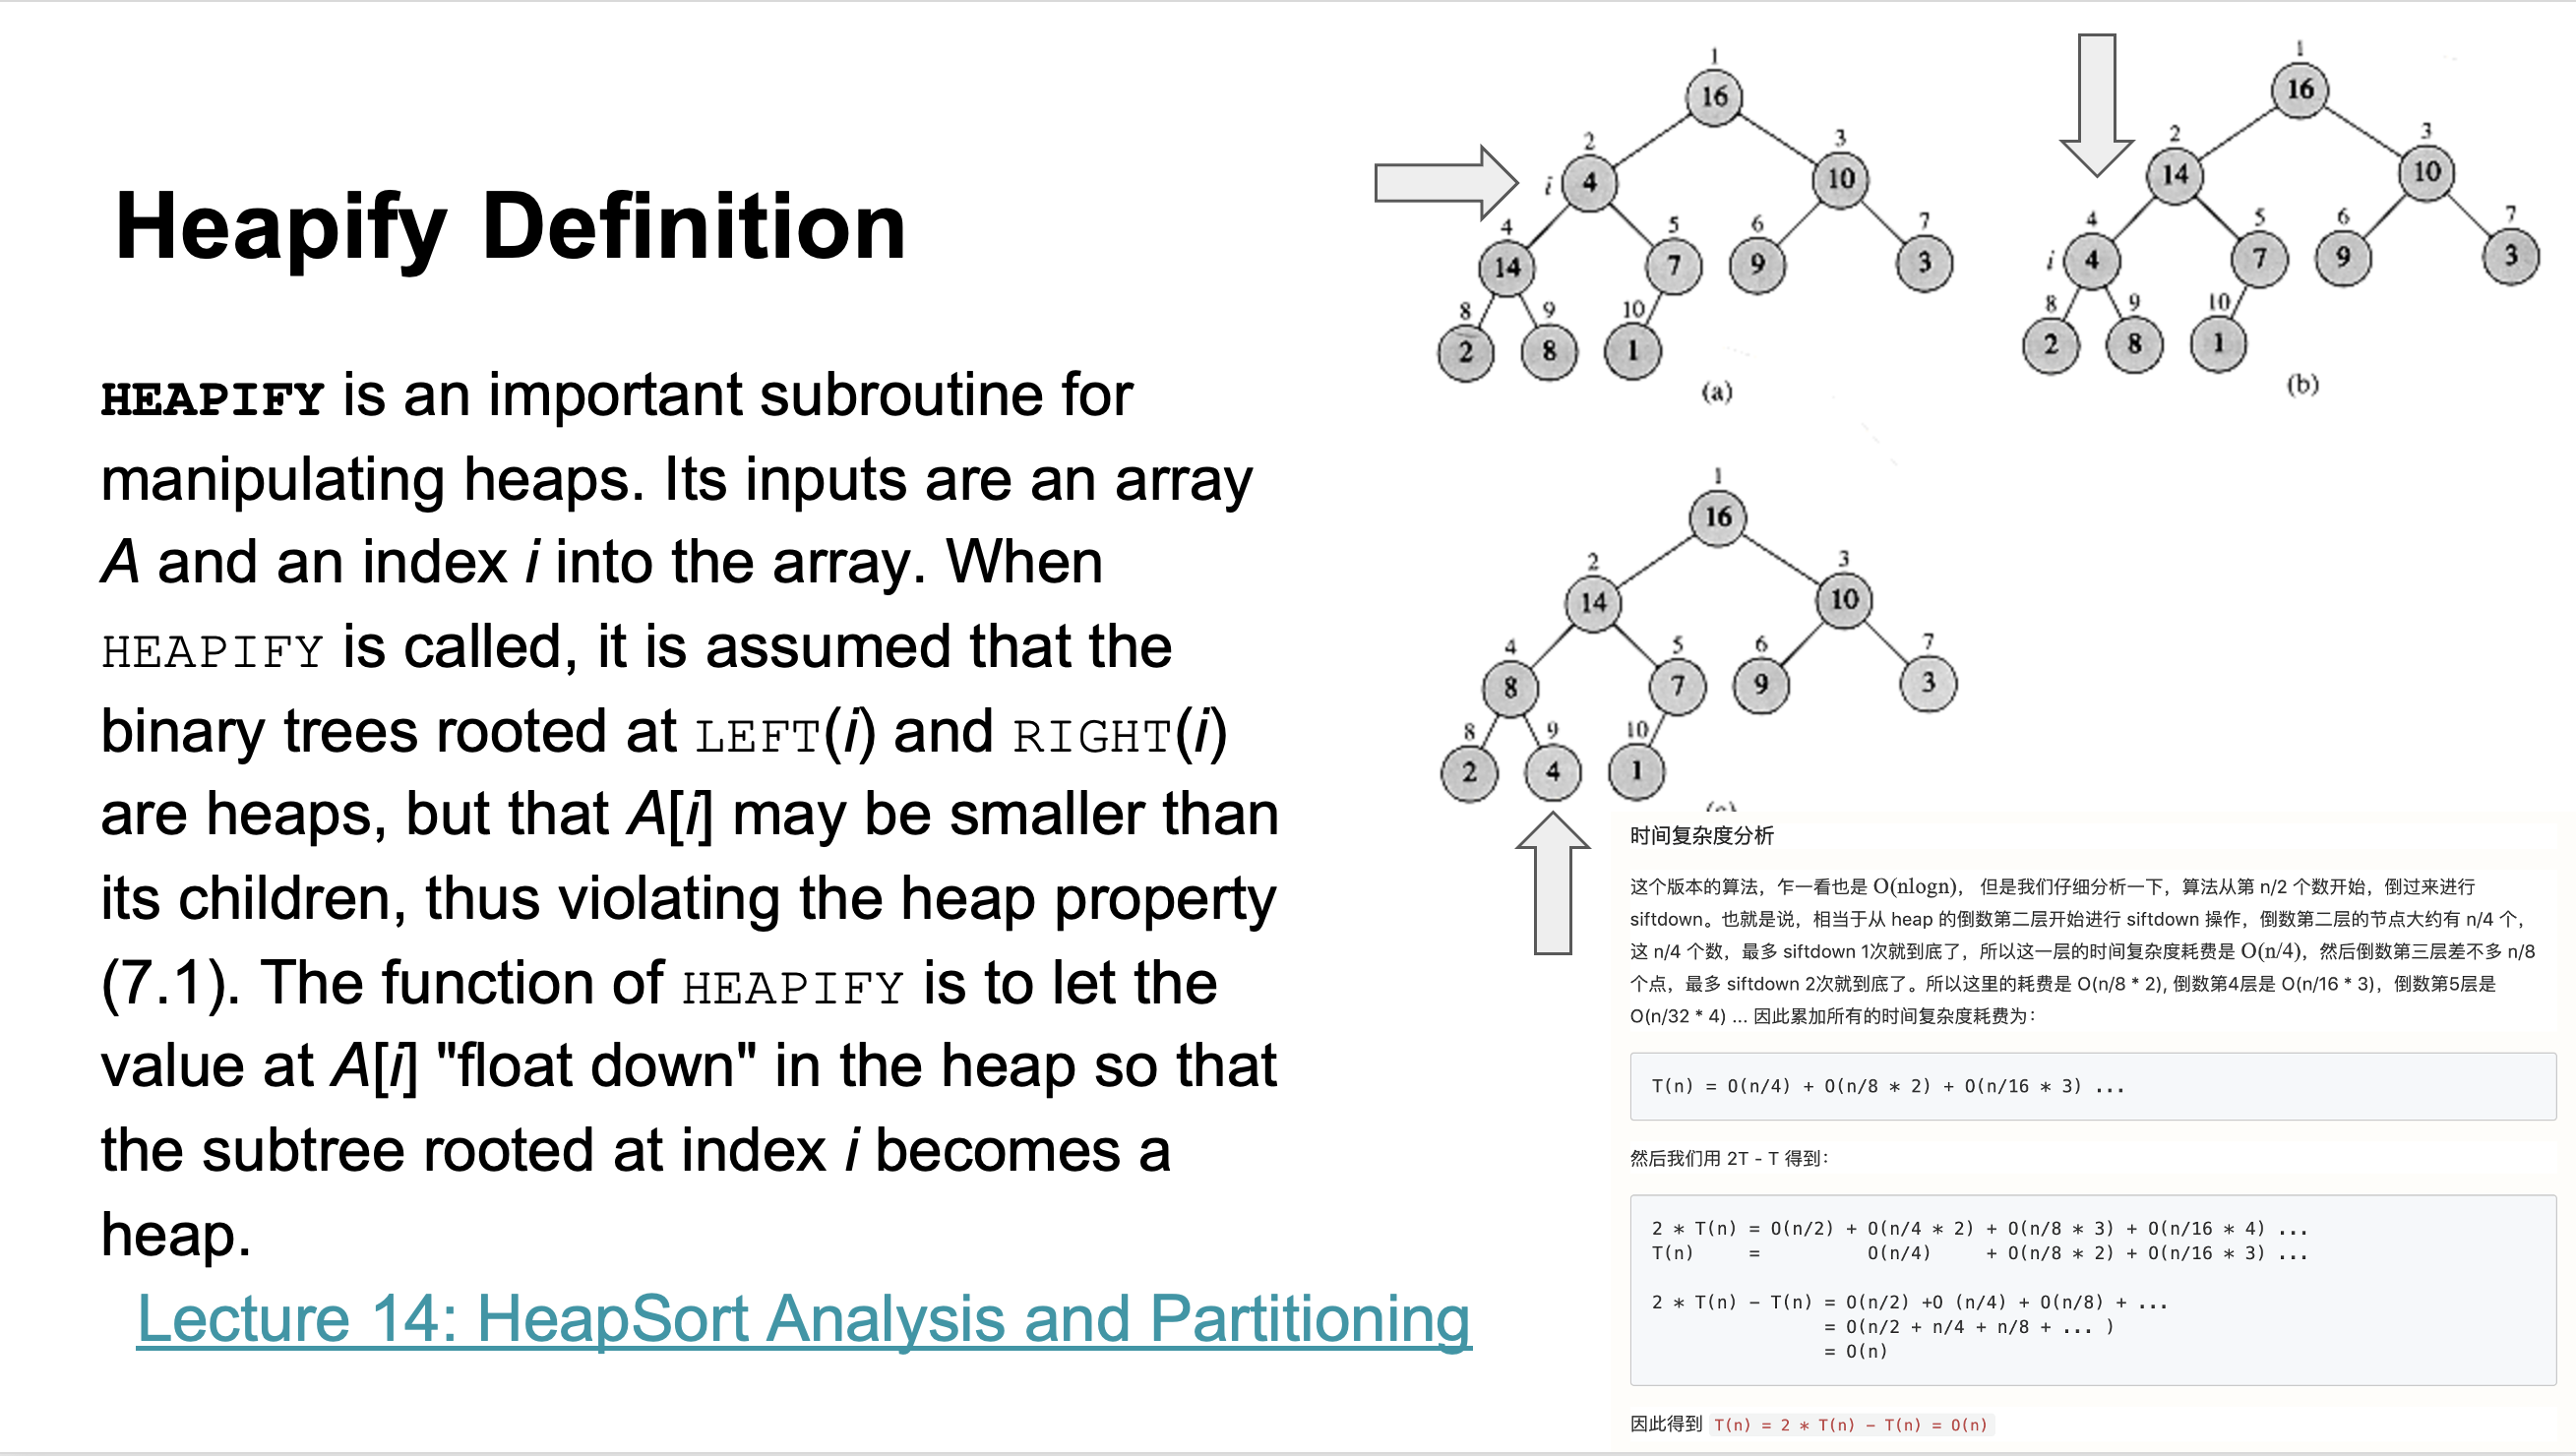 Heapify Definition
HEAPIFY is an important subroutine for
manipulating heaps. Its inputs are an array
A and an index i into the array. When
HEAPIFY is called, it is assumed that the
binary trees rooted at LEFT(i) and RIGHT(i)
are heaps, but that A[i] may be smaller than
its children, thus violating the heap property
(7.1). The function of HEAPIFY is to let the
value at A[i] "float down" in the heap so that
the subtree rooted at index i becomes a
heap.
Lecture 14: HeapSort Analysis and Partitioning
1
16
2 3
i 4 10
4 5 6 7
14 7 9 3
8 9 10
2 8 1
(a)
1
16
2 3
14 10
4 5 6 7
i 4 7 9 3
8 9 10
2 8 1
(b)
1
16
2 3
14 10
4 5 6 7
8 7 9 3
8 9 10
2 4 1
时间复杂度分析
这个版本的算法，乍一看也是 O(nlogn)， 但是我们仔细分析一下，算法从第 n/2 个数开始，倒过来进行
siftdown。也就是说，相当于从 heap 的倒数第二层开始进行 siftdown 操作，倒数第二层的节点大约有 n/4 个，
这 n/4 个数，最多 siftdown 1次就到底了，所以这一层的时间复杂度耗费是 O(n/4)，然后倒数第三层差不多 n/8
个点，最多 siftdown 2次就到底了。所以这里的耗费是 O(n/8 * 2), 倒数第4层是 O(n/16 * 3)，倒数第5层是
O(n/32 * 4) ... 因此累加所有的时间复杂度耗费为：
T(n) = O(n/4) + O(n/8 * 2) + O(n/16 * 3) ...
然后我们用 2T - T 得到：
2 * T(n) = O(n/2) + O(n/4 * 2) + O(n/8 * 3) + O(n/16 * 4) ...
T(n) = O(n/4) + O(n/8 * 2) + O(n/16 * 3) ...
2 * T(n) - T(n) = O(n/2) +O (n/4) + O(n/8) + ...
= O(n/2 + n/4 + n/8 + ... )
= O(n)
因此得到 T(n) = 2 * T(n) - T(n) = O(n)